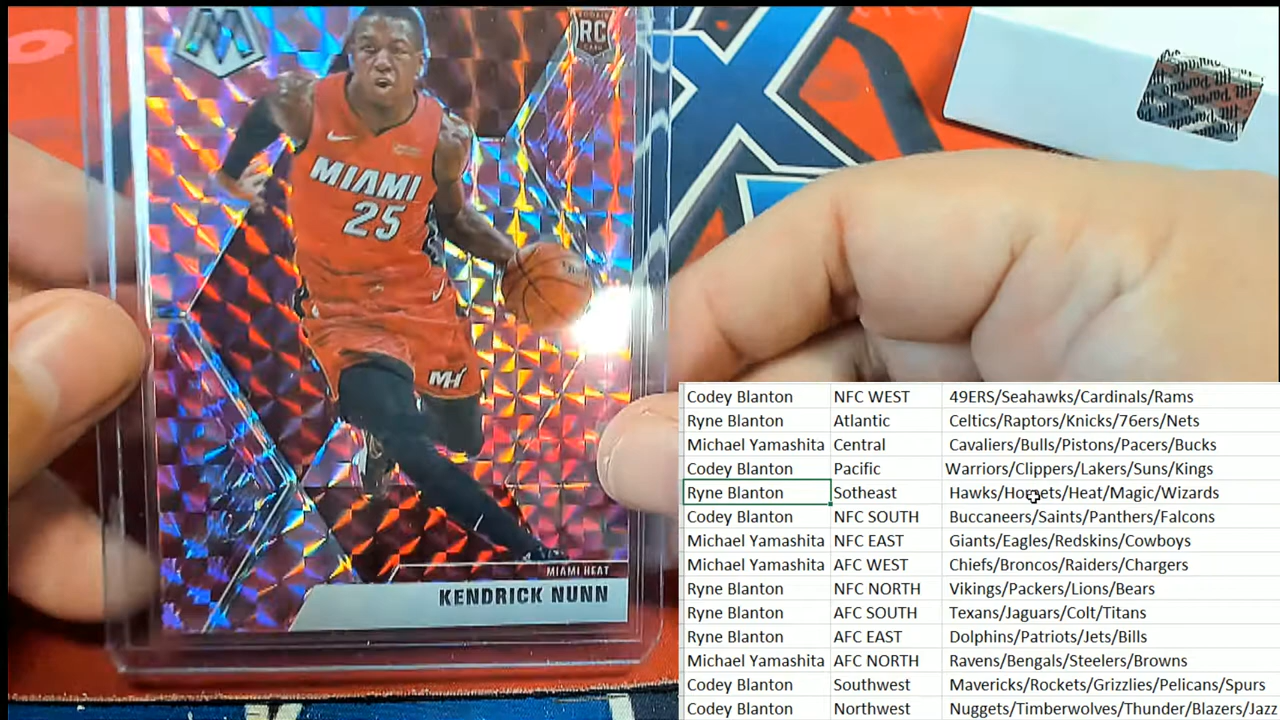 M
ROOKIE
RC
CARD
MIAMI
25
MH
MIAMI HEAT
KENDRICK NUNN
Hit Parade
Codey Blanton NFC WEST 49ERS/Seahawks/Cardinals/Rams
Ryne Blanton Atlantic Celtics/Raptors/Knicks/76ers/Nets
Michael Yamashita Central Cavaliers/Bulls/Pistons/Pacers/Bucks
Codey Blanton Pacific Warriors/Clippers/Lakers/Suns/Kings
Ryne Blanton Sotheast Hawks/Hornets/Heat/Magic/Wizards
Codey Blanton NFC SOUTH Buccaneers/Saints/Panthers/Falcons
Michael Yamashita NFC EAST Giants/Eagles/Redskins/Cowboys
Michael Yamashita AFC WEST Chiefs/Broncos/Raiders/Chargers
Ryne Blanton NFC NORTH Vikings/Packers/Lions/Bears
Ryne Blanton AFC SOUTH Texans/Jaguars/Colt/Titans
Ryne Blanton AFC EAST Dolphins/Patriots/Jets/Bills
Michael Yamashita AFC NORTH Ravens/Bengals/Steelers/Browns
Codey Blanton Southwest Mavericks/Rockets/Grizzlies/Pelicans/Spurs
Codey Blanton Northwest Nuggets/Timberwolves/Thunder/Blazers/Jazz